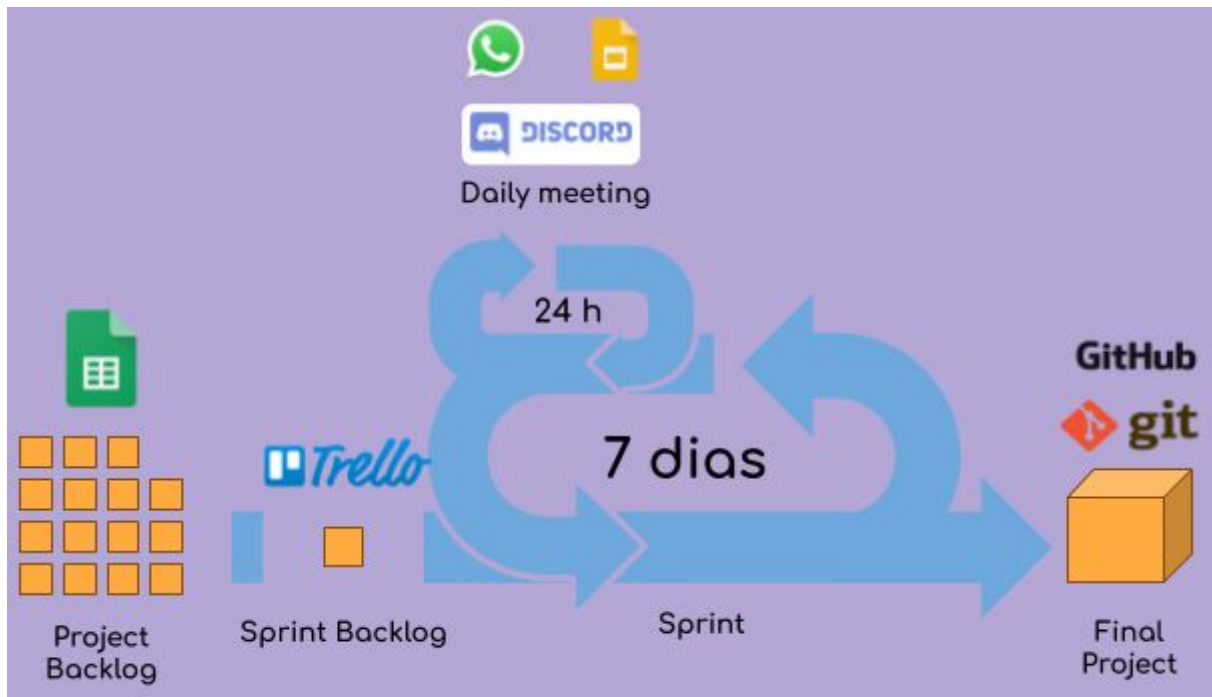 DISCORD
Daily meeting
24 h
GitHub
git
Trello
7 dias
Project
Backlog
Sprint Backlog
Sprint
Final
Project